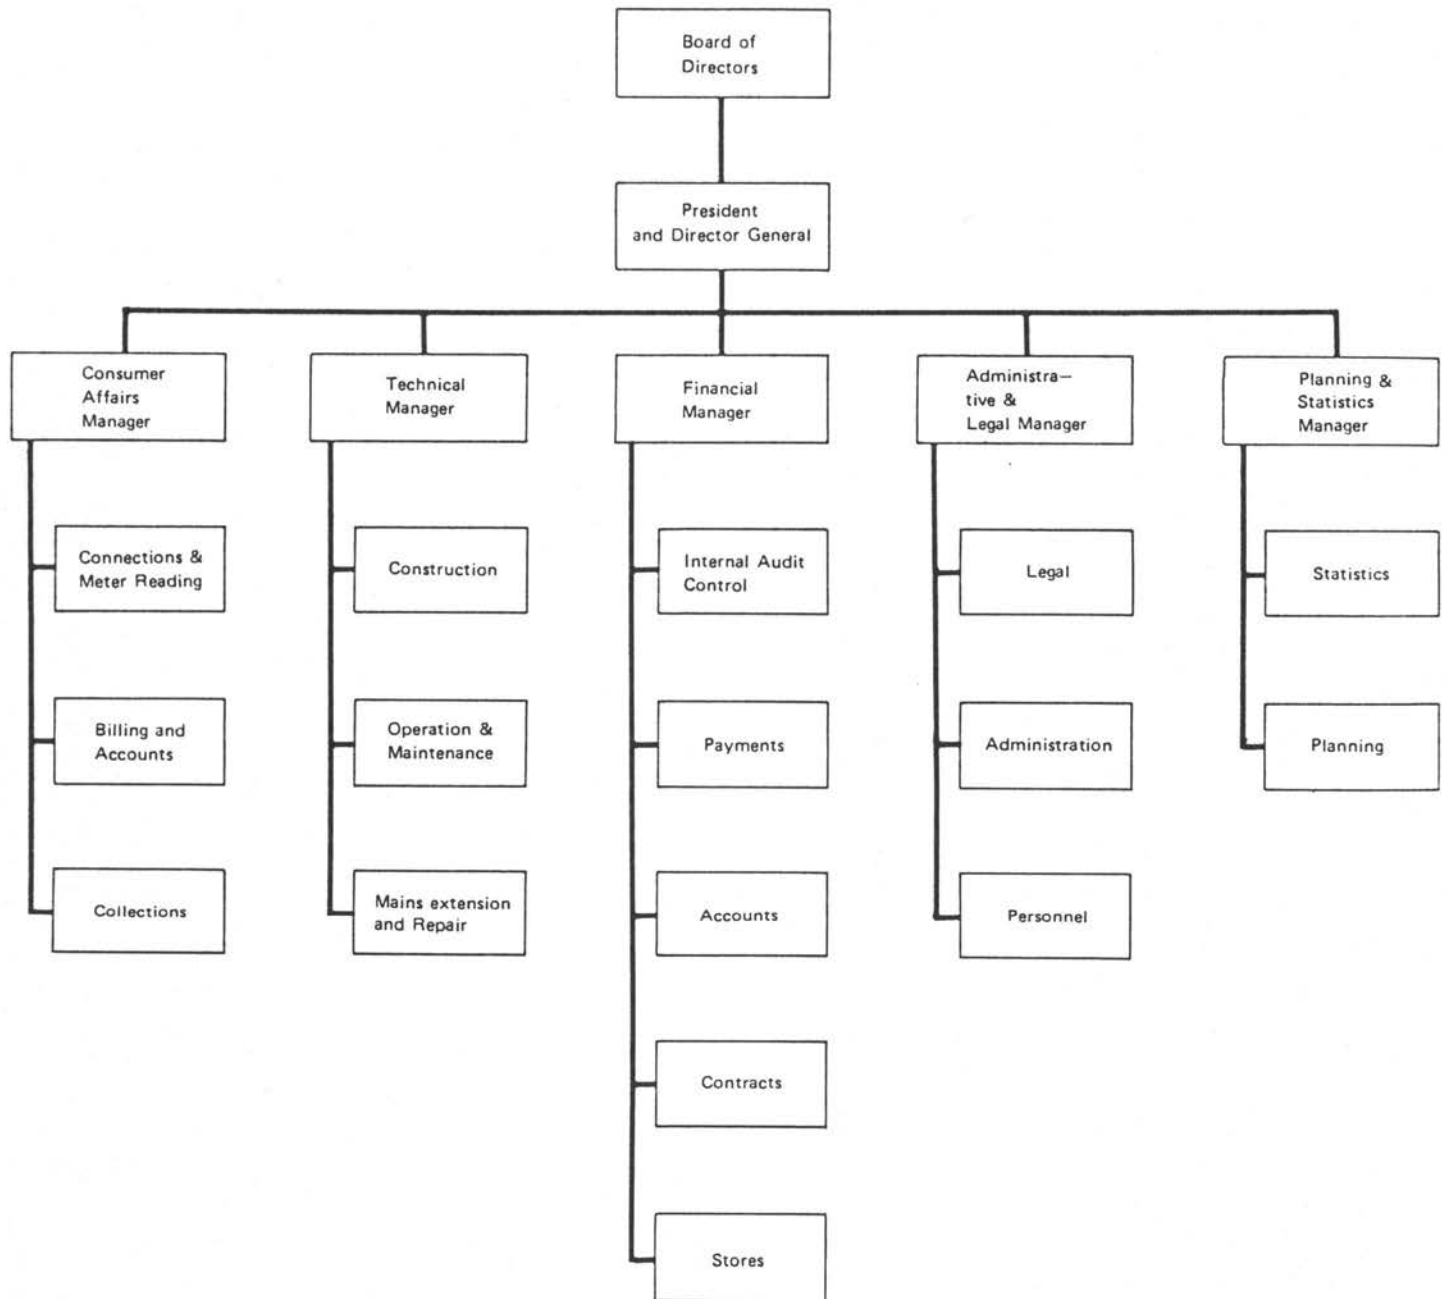 Board of
Directors
President
and Director General
Consumer
Affairs
Manager
Technical
Manager
Financial
Manager
Administra—
tive &
Legal Manager
Planning &
Statistics
Manager
Connections &
Meter Reading
Construction
Internal Audit
Control
Legal
Statistics
Billing and
Accounts
Operation &
Maintenance
Payments
Administration
Planning
Collections
Mains extension
and Repair
Accounts
Personnel
Contracts
Stores